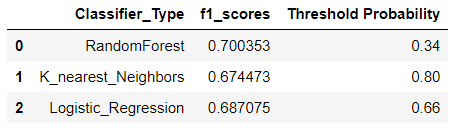 Classifier_Type f1_scores Threshold Probability
0 RandomForest 0.700353 0.34
1 K_nearest_Neighbors 0.674473 0.80
2 Logistic_Regression 0.687075 0.66